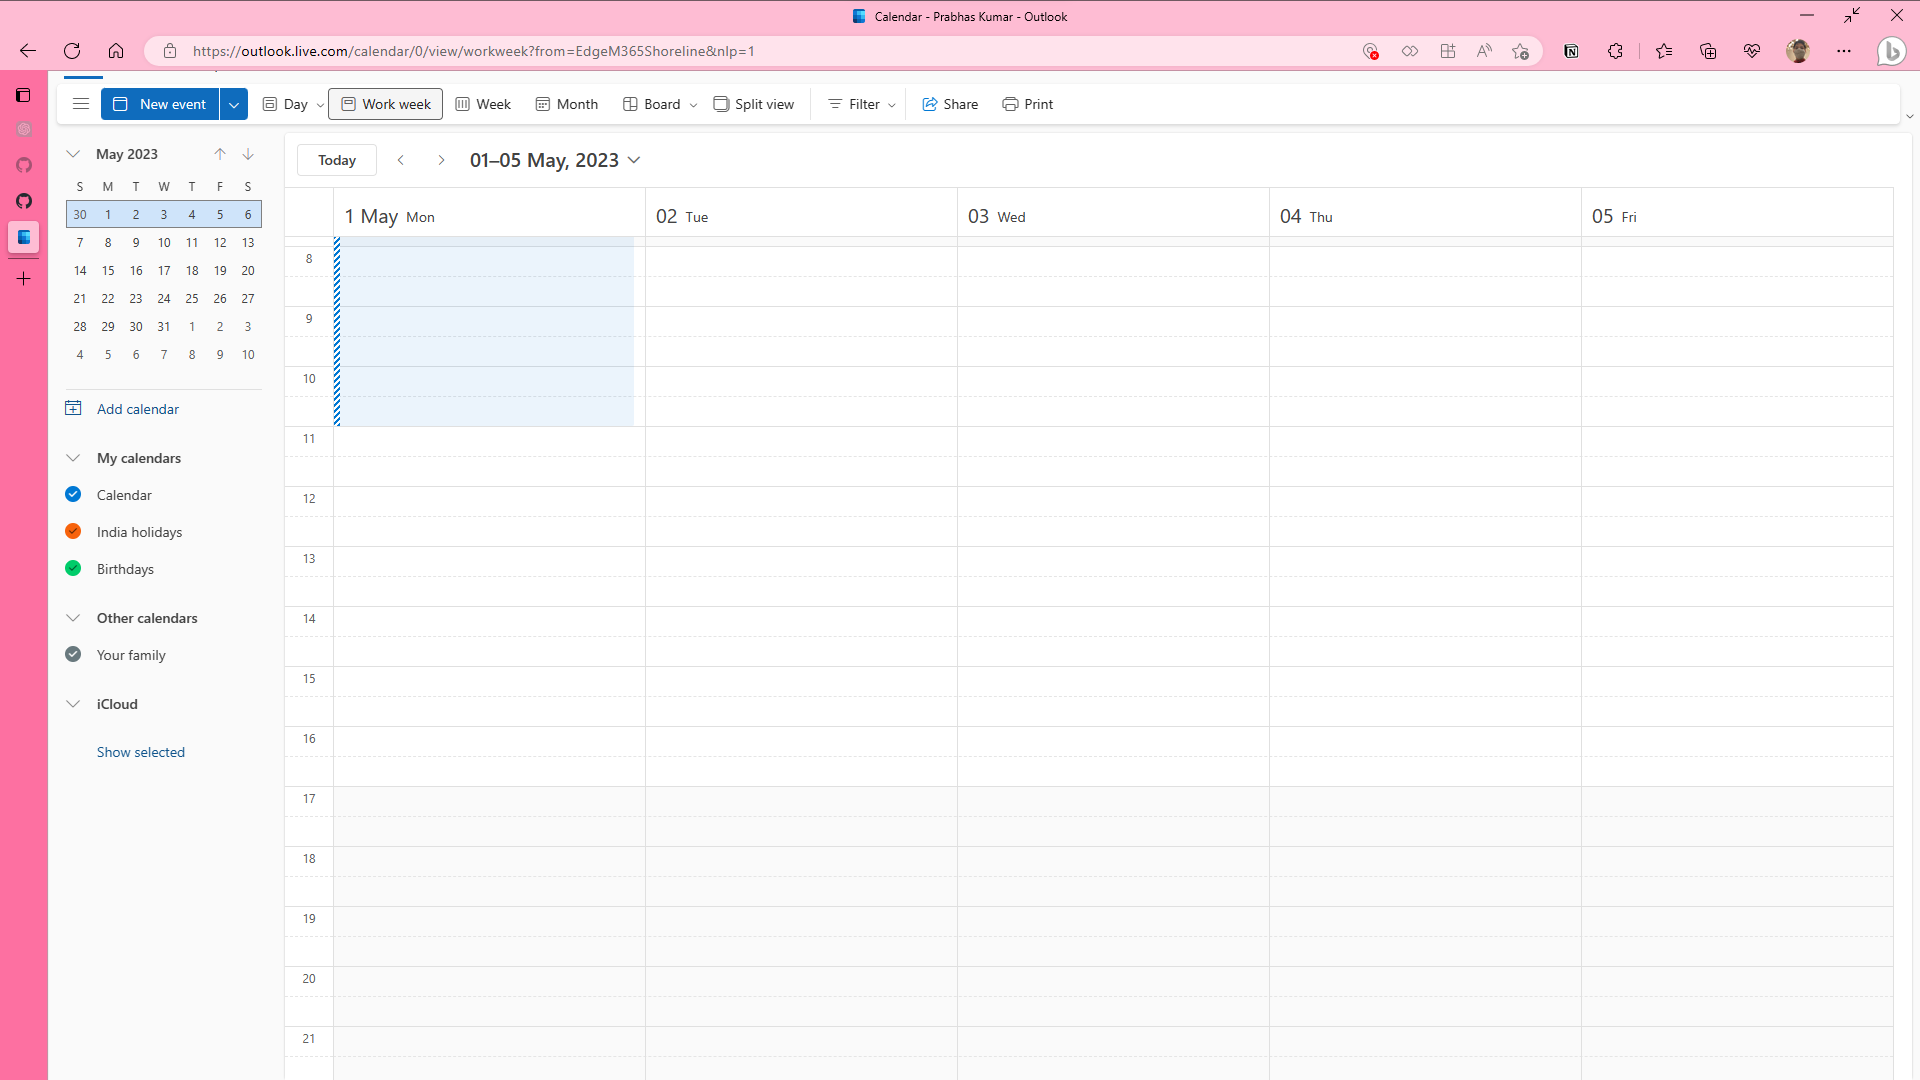 Calendar - Prabhas Kumar - Outlook
https://outlook.live.com/calendar/0/view/workweek?from=EdgeM365Shoreline&nlp=1
New event Day Work week Week Month Board Split view Filter Share Print
May 2023
Today 01–05 May, 2023
S M T W T F S
30 1 2 3 4 5 6
7 8 9 10 11 12 13
14 15 16 17 18 19 20
21 22 23 24 25 26 27
28 29 30 31 1 2 3
4 5 6 7 8 9 10
Add calendar
My calendars
Calendar
India holidays
Birthdays
Other calendars
Your family
iCloud
Show selected
1 May Mon 02 Tue 03 Wed 04 Thu 05 Fri
8
9
10
11
12
13
14
15
16
17
18
19
20
21